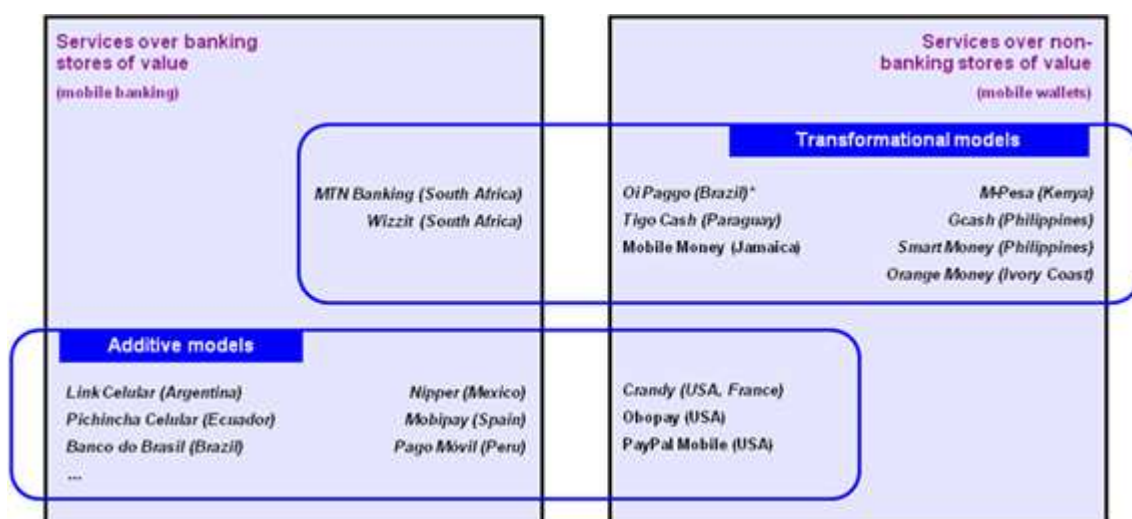 Services over banking
stores of value
(mobile banking)
Services over non-
banking stores of value
(mobile wallets)
Transformational models
MTN Banking (South Africa)
Wizzit (South Africa)
Oi Paggo (Brazil)*
Tigo Cash (Paraguay)
Mobile Money (Jamaica)
M-Pesa (Kenya)
Gcash (Philippines)
Smart Money (Philippines)
Orange Money (Ivory Coast)
Additive models
Link Celular (Argentina)
Pichincha Celular (Ecuador)
Banco do Brasil (Brazil)
...
Nipper (Mexico)
Mobipay (Spain)
Pago Móvil (Peru)
Crandy (USA, France)
Obopay (USA)
PayPal Mobile (USA)